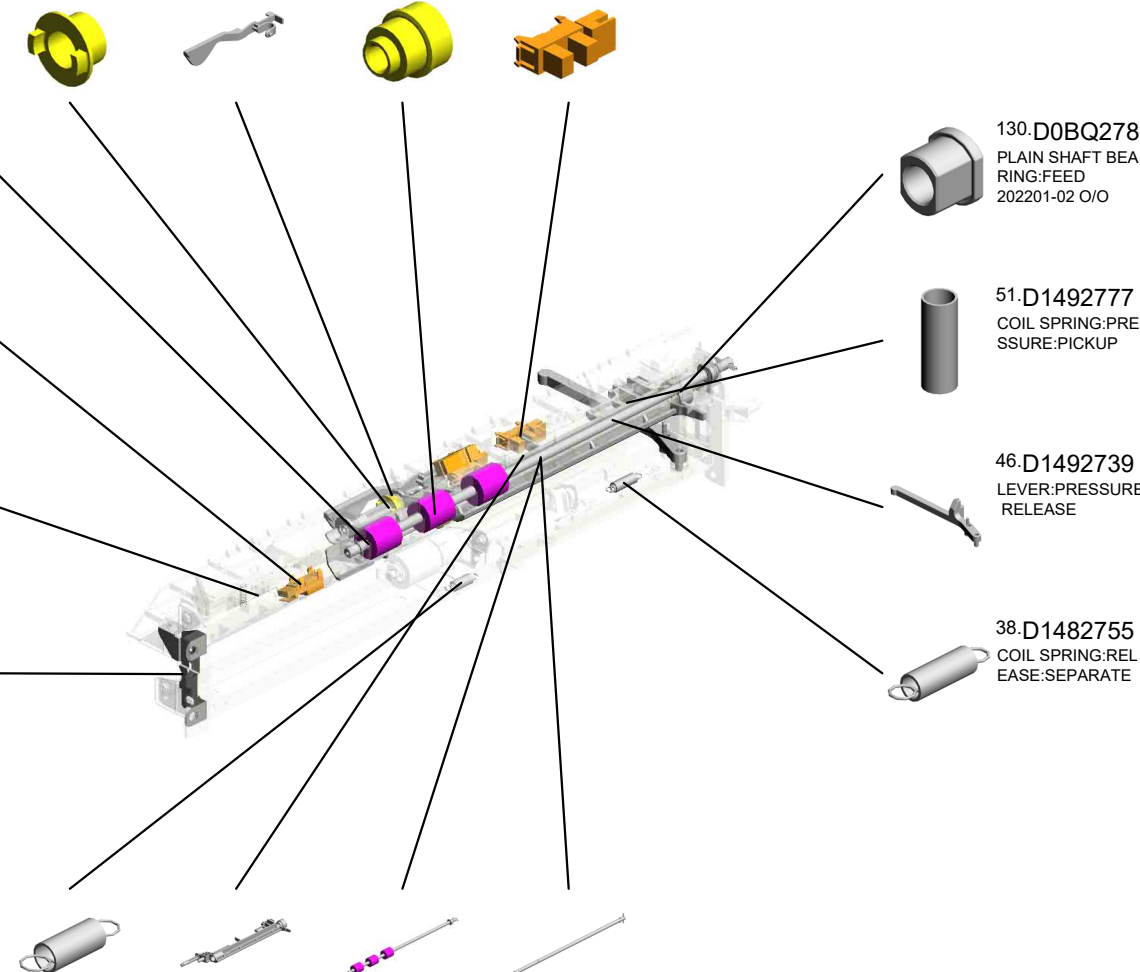 130.D0BQ278
PLAIN SHAFT BEA
RING:FEED
202201-02 O/O
51.D1492777
COIL SPRING:PRE
SSURE:PICKUP
46.D1492739
LEVER:PRESSURE
RELEASE
38.D1482755
COIL SPRING:REL
EASE:SEPARATE